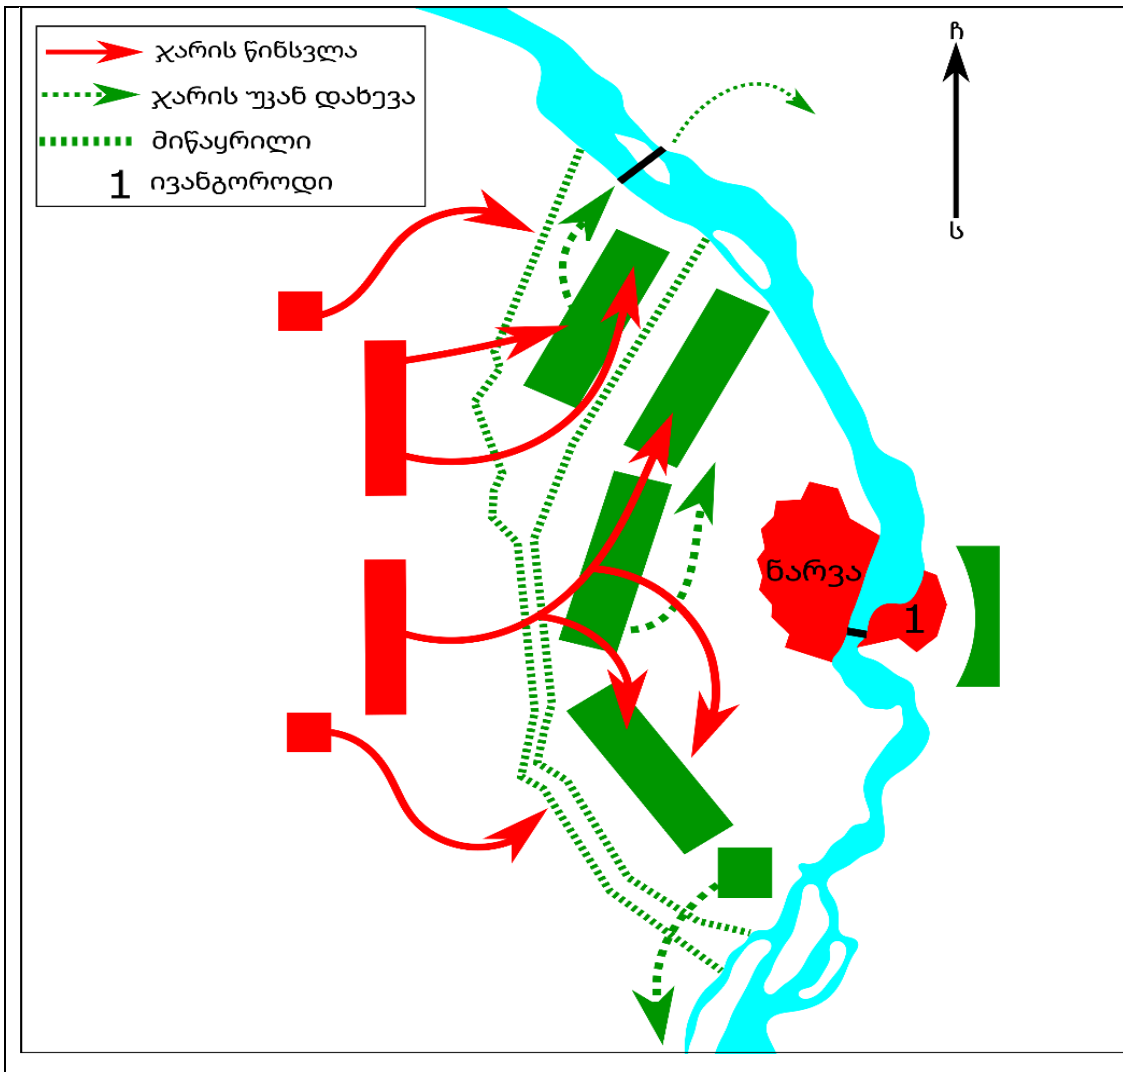 ჯარის წინსვლა
ჯარის უკან დახევა
მიწაყრილი
1 ივანგოროდი
ჩ
ს
ნარვა
1